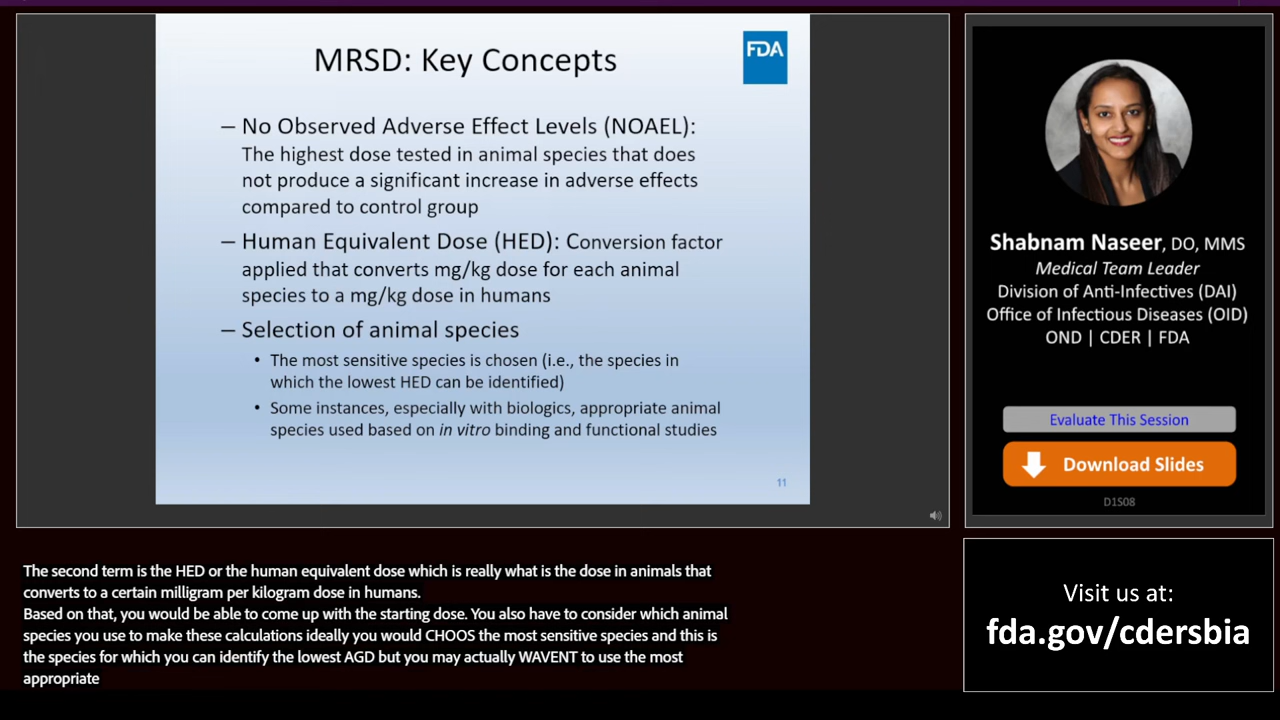 MRSD: Key Concepts
FDA
– No Observed Adverse Effect Levels (NOAEL):
The highest dose tested in animal species that does
not produce a significant increase in adverse effects
compared to control group
– Human Equivalent Dose (HED): Conversion factor
applied that converts mg/kg dose for each animal
species to a mg/kg dose in humans
– Selection of animal species
• The most sensitive species is chosen (i.e., the species in
which the lowest HED can be identified)
• Some instances, especially with biologics, appropriate animal
species used based on in vitro binding and functional studies
11
Shabnam Naseer, DO, MMS
Medical Team Leader
Division of Anti-Infectives (DAI)
Office of Infectious Diseases (OID)
OND | CDER | FDA
Evaluate This Session
Download Slides
D1S08
The second term is the HED or the human equivalent dose which is really what is the dose in animals that
converts to a certain milligram per kilogram dose in humans.
Based on that, you would be able to come up with the starting dose. You also have to consider which animal
species you use to make these calculations ideally you would CHOOS the most sensitive species and this is
the species for which you can identify the lowest AGD but you may actually WAVENT to use the most
appropriate
Visit us at:
fda.gov/cdersbia